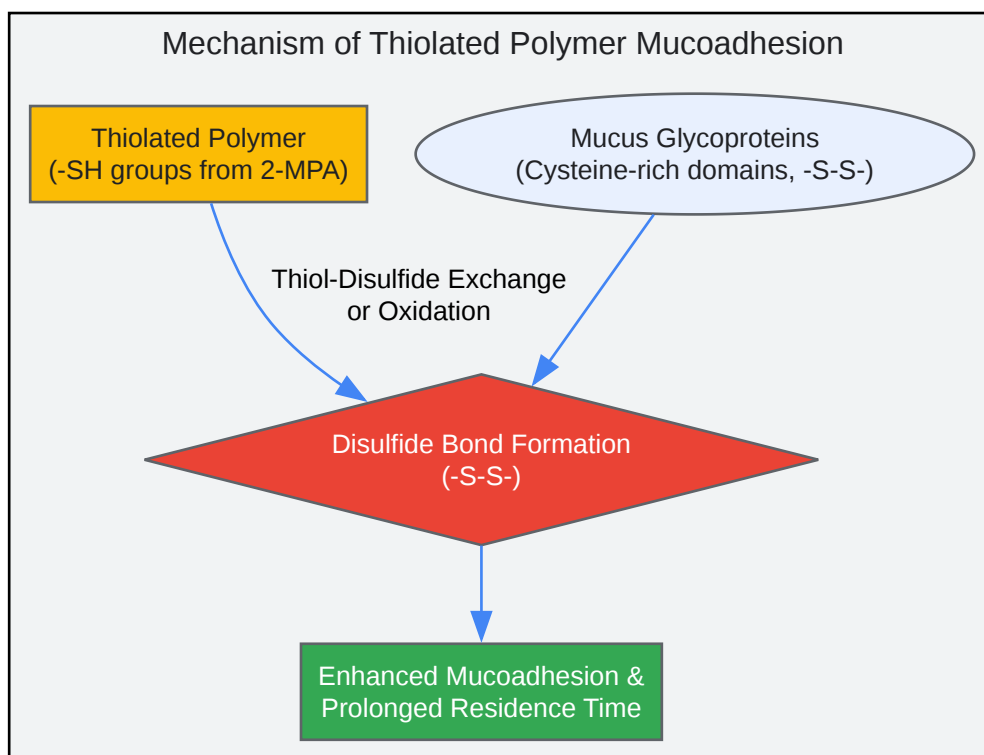 Mechanism of Thiolated Polymer Mucoadhesion
Thiolated Polymer
(-SH groups from 2-MPA)
Mucus Glycoproteins
(Cysteine-rich domains, -S-S-)
Thiol-Disulfide Exchange
or Oxidation
Disulfide Bond Formation
(-S-S-)
Enhanced Mucoadhesion &
Prolonged Residence Time